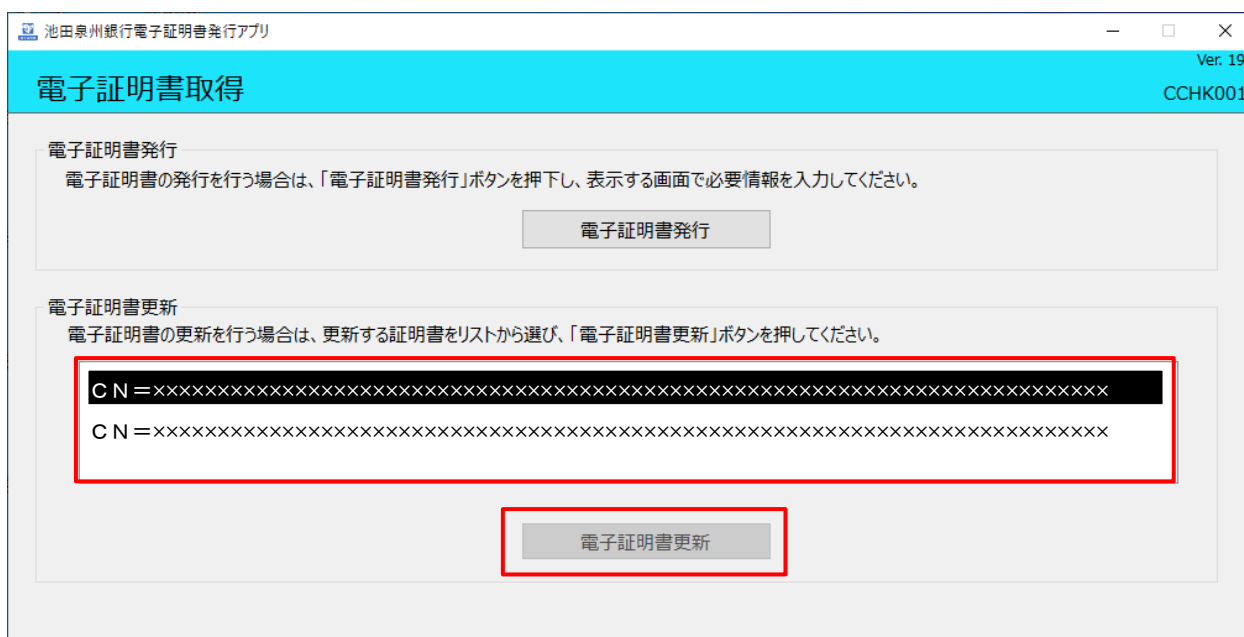 池田泉州銀行電子証明書発行アプリ
Ver. 19
電子証明書取得
CCHK001
電子証明書発行
電子証明書の発行を行う場合は、「電子証明書発行」ボタンを押下し、表示する画面で必要情報を入力してください。
電子証明書発行
電子証明書更新
電子証明書の更新を行う場合は、更新する証明書をリストから選び、「電子証明書更新」ボタンを押してください。
ＣＮ＝××××××××××××××××××××××××××××××××××××××××××××××××××××××××××××××××××××××××××
ＣＮ＝××××××××××××××××××××××××××××××××××××××××××××××××××××××××××××××××××××××××××
電子証明書更新